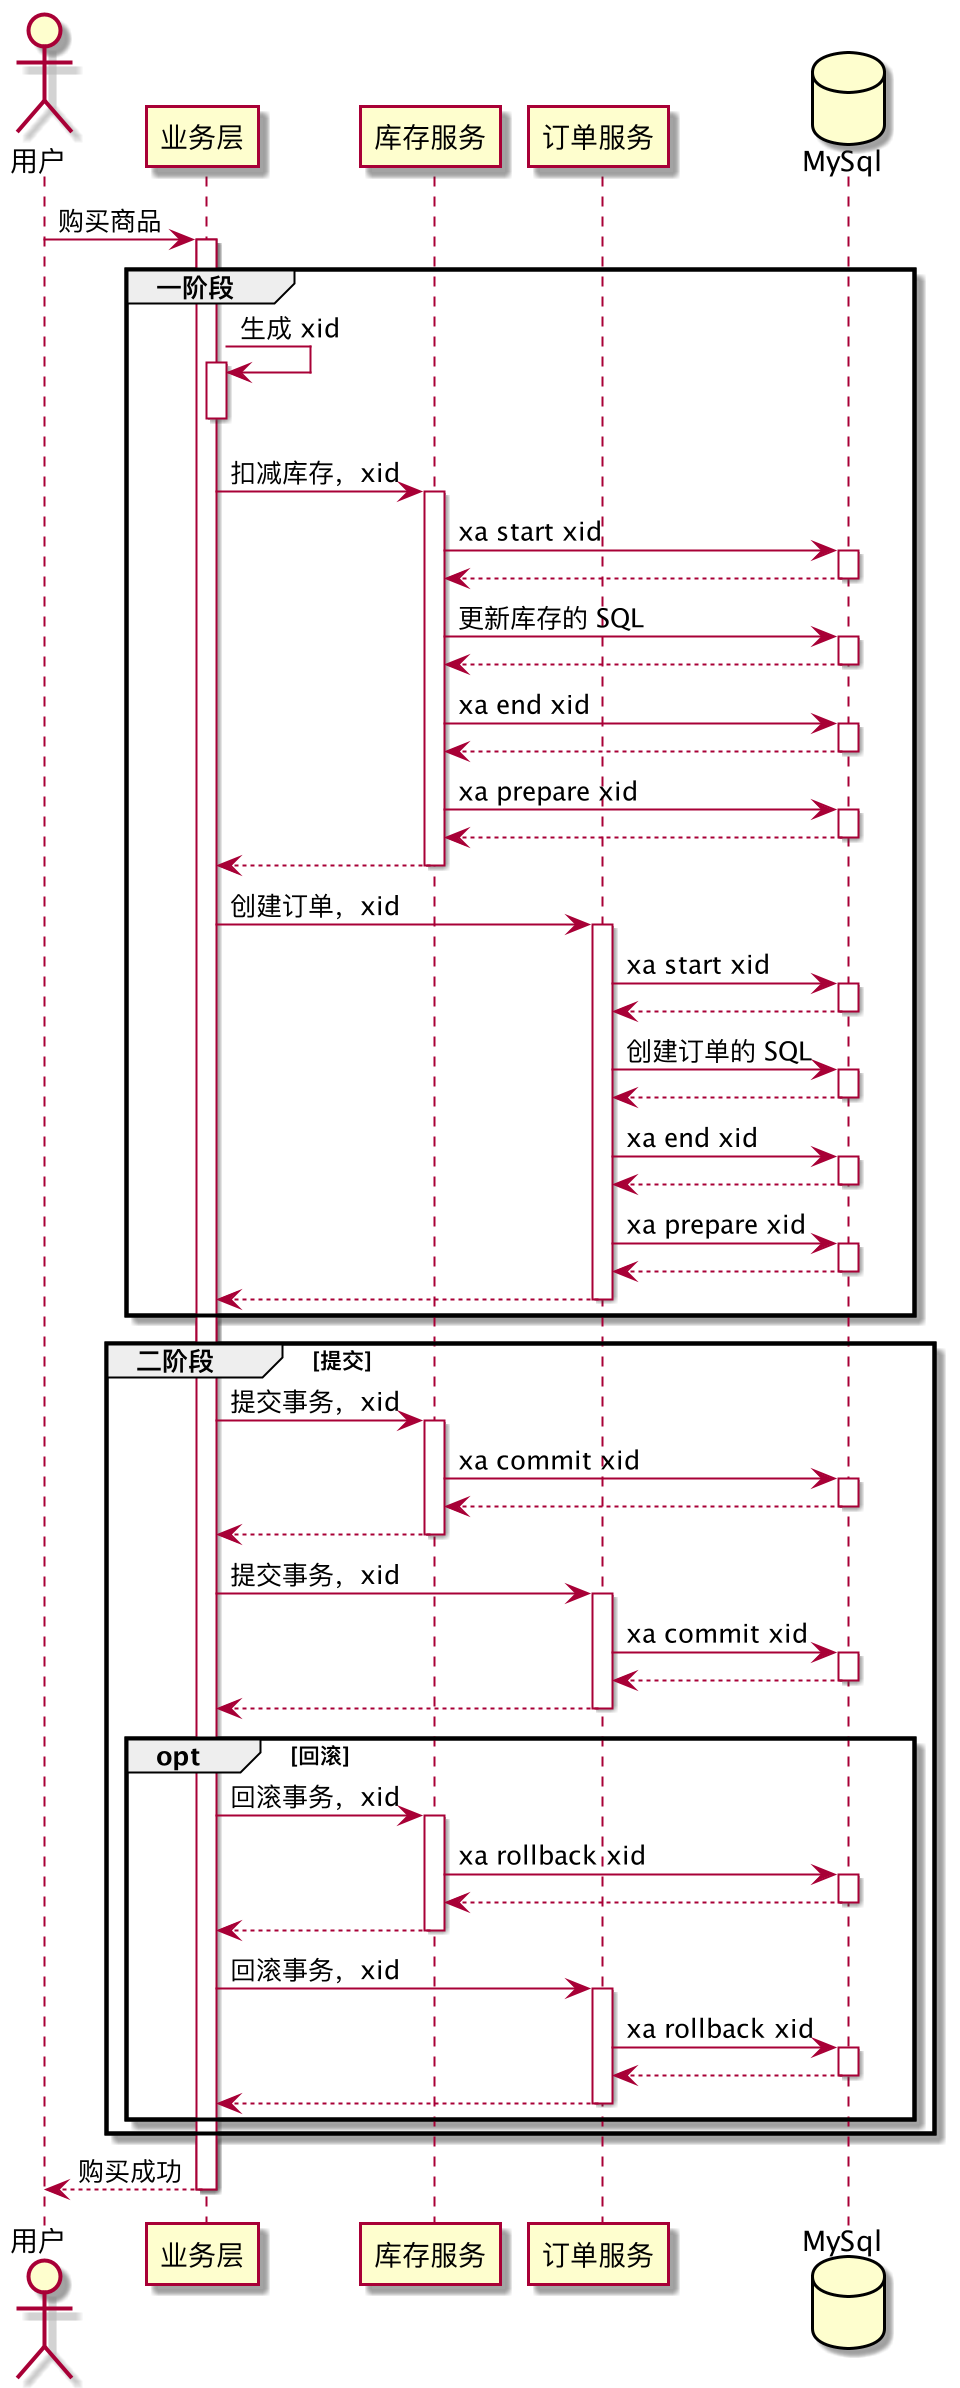 用户
业务层
库存服务
订单服务
MySql
购买商品
一阶段
生成 xid
扣减库存，xid
xa start xid
更新库存的 SQL
xa end xid
xa prepare xid
创建订单，xid
xa start xid
创建订单的 SQL
xa end xid
xa prepare xid
二阶段 [提交]
提交事务，xid
xa commit xid
提交事务，xid
xa commit xid
opt [回滚]
回滚事务，xid
xa rollback xid
回滚事务，xid
xa rollback xid
购买成功
用户
业务层
库存服务
订单服务
MySql